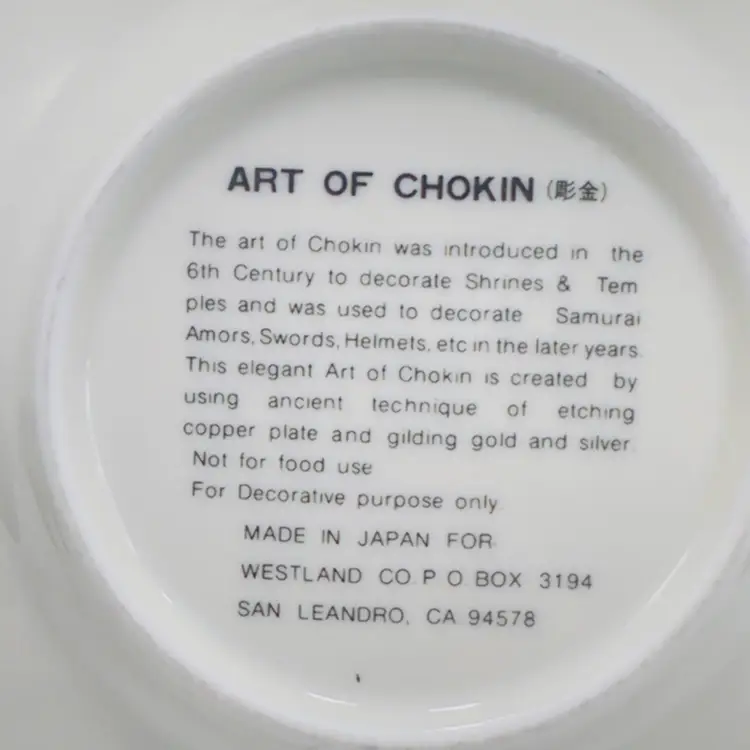 ART OF CHOKIN (彫金)
The art of Chokin was introduced in the
6th Century to decorate Shrines & Tem
ples and was used to decorate Samurai
Amors, Swords, Helmets, etc in the later years.
This elegant Art of Chokin is created by
using ancient technique of etching
copper plate and gilding gold and silver.
Not for food use
For Decorative purpose only.
MADE IN JAPAN FOR
WESTLAND CO. P O BOX 3194
SAN LEANDRO, CA 94578